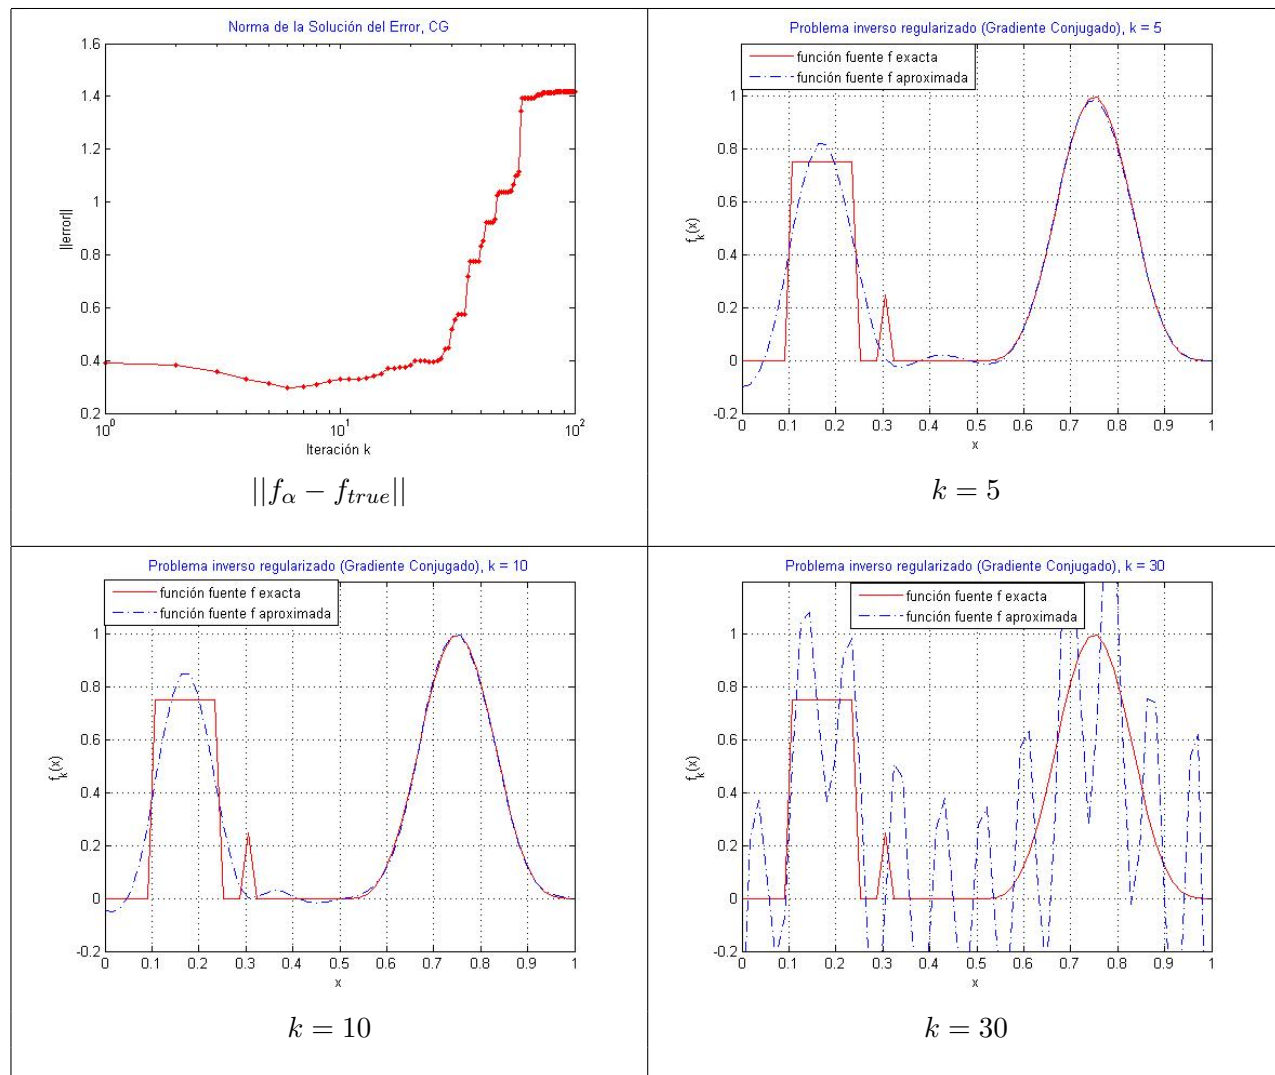 Norma de la Solución del Error, CG
1.6
1.4
1.2
1
0.8
0.6
0.4
0.2
||error||
10^0
10^1
10^2
Iteración k
||f_α − f_{true}||
Problema inverso regularizado (Gradiente Conjugado), k = 5
función fuente f exacta
función fuente f aproximada
1
0.8
0.6
0.4
0.2
0
-0.2
f_k(x)
0 0.1 0.2 0.3 0.4 0.5 0.6 0.7 0.8 0.9 1
x
k = 5
Problema inverso regularizado (Gradiente Conjugado), k = 10
función fuente f exacta
función fuente f aproximada
1
0.8
0.6
0.4
0.2
0
-0.2
f_k(x)
0 0.1 0.2 0.3 0.4 0.5 0.6 0.7 0.8 0.9 1
x
k = 10
Problema inverso regularizado (Gradiente Conjugado), k = 30
función fuente f exacta
función fuente f aproximada
1
0.8
0.6
0.4
0.2
0
-0.2
f_k(x)
0 0.1 0.2 0.3 0.4 0.5 0.6 0.7 0.8 0.9 1
x
k = 30